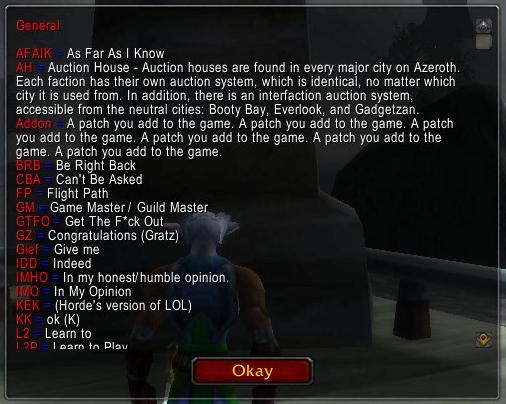 General
AFAIK = As Far As I Know
AH = Auction House - Auction houses are found in every major city on Azeroth.
Each faction has their own auction system, which is identical, no matter which
city it is used from. In addition, there is an interfaction auction system,
accessible from the neutral cities: Booty Bay, Everlook, and Gadgetzan.
Addon = A patch you add to the game. A patch you add to the game. A patch
you add to the game. A patch you add to the game. A patch you add to the
game. A patch you add to the game.
BRB = Be Right Back
CBA = Can't Be Asked
FP = Flight Path
GM = Game Master / Guild Master
GTFO = Get The F*ck Out
GZ = Congratulations (Gratz)
Gief = Give me
IDD = Indeed
IMHO = In my honest/humble opinion.
IMO = In My Opinion
KEK = (Horde's version of LOL)
KK = ok (K)
L2 = Learn to
L2P = Learn to Play
Okay